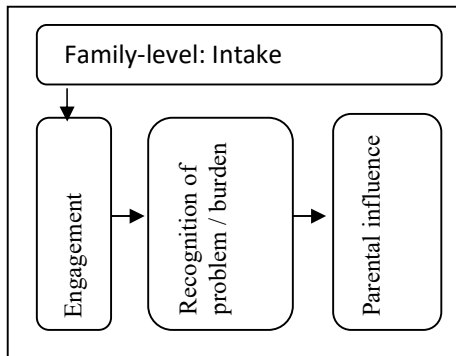 Family-level: Intake
Engagement
Recognition of
problem / burden
Parental influence